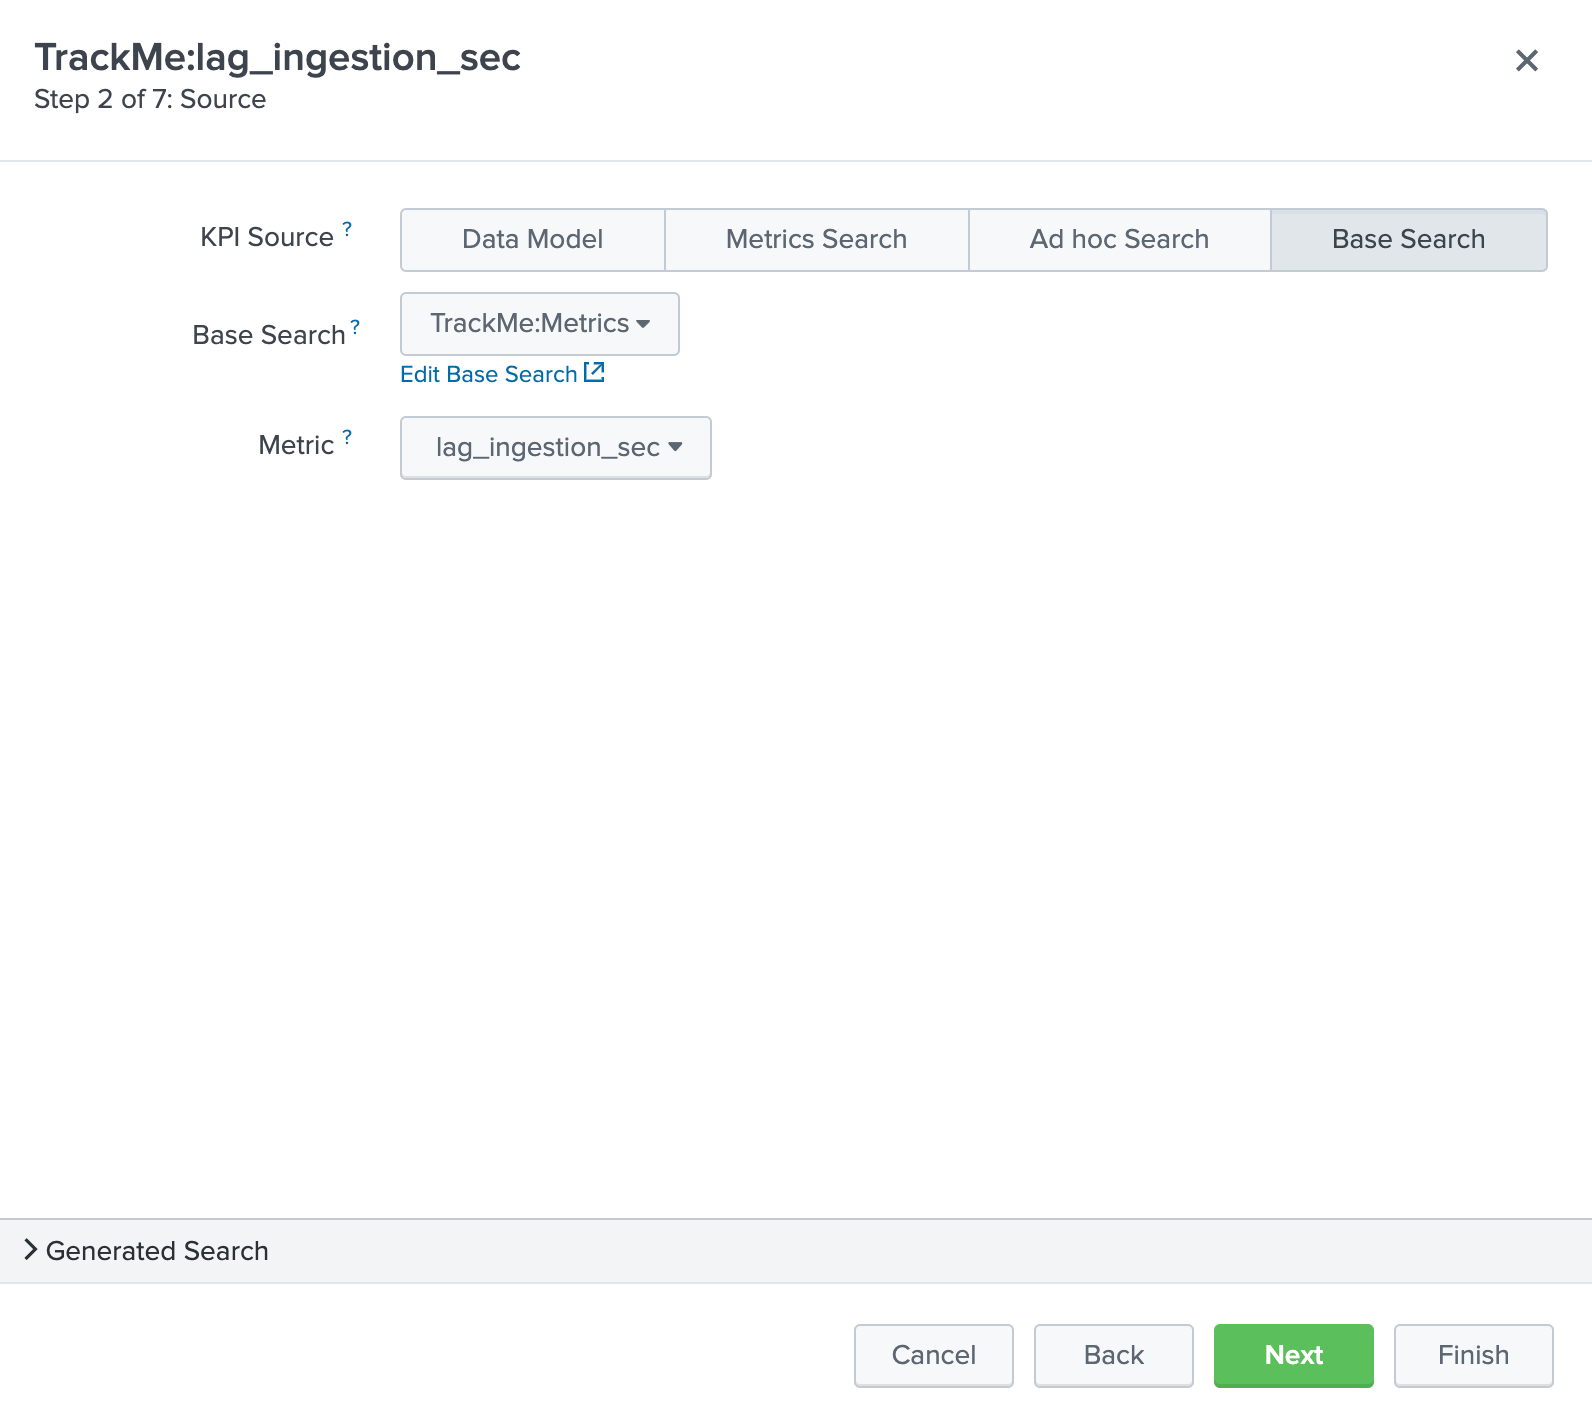 TrackMe:lag_ingestion_sec
Step 2 of 7: Source
KPI Source ? Data Model Metrics Search Ad hoc Search Base Search
Base Search ? TrackMe:Metrics
Edit Base Search
Metric ? lag_ingestion_sec
Generated Search
Cancel Back Next Finish